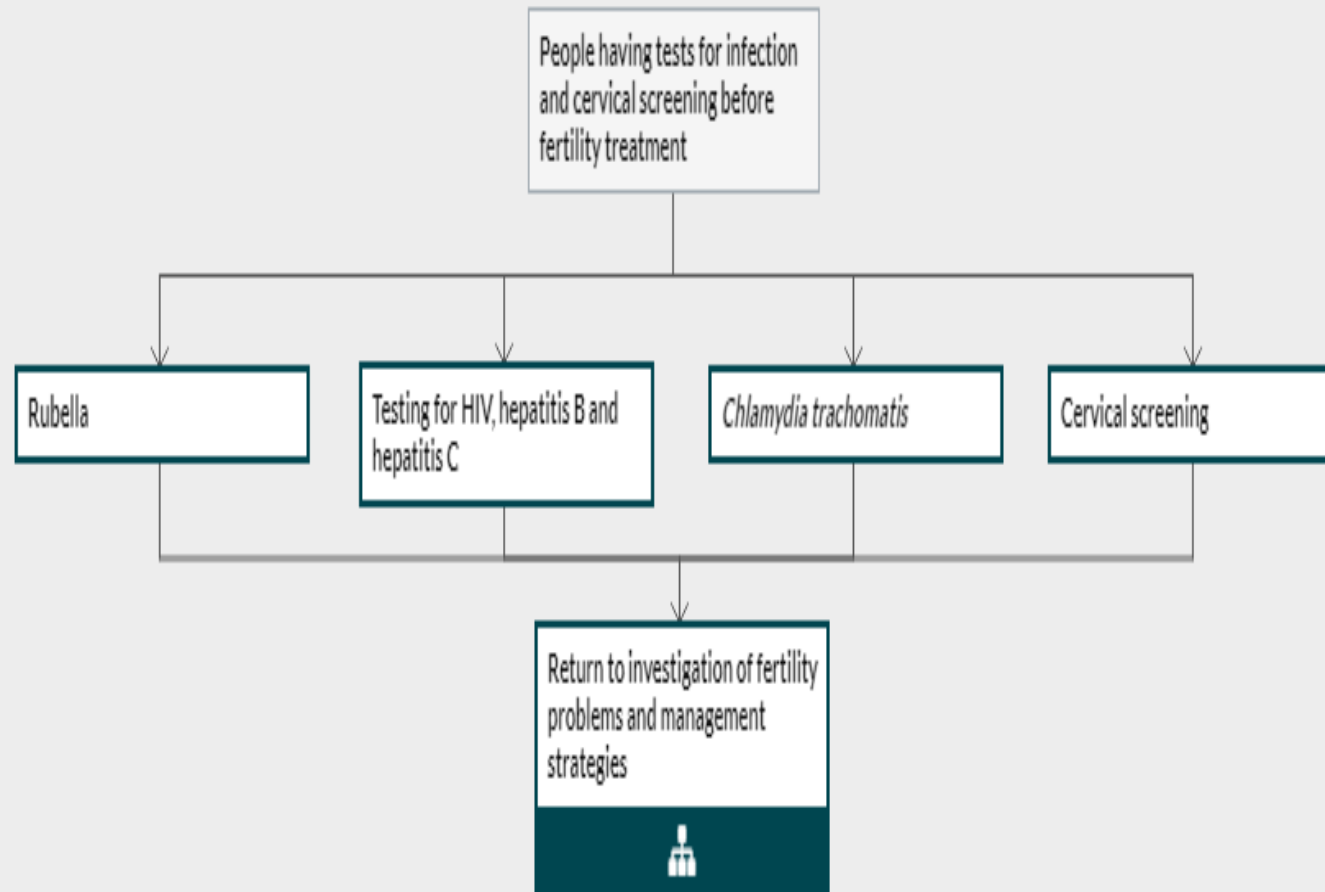 People having tests for infection
and cervical screening before
fertility treatment
Rubella
Testing for HIV, hepatitis B and
hepatitis C
Chlamydia trachomatis
Cervical screening
Return to investigation of fertility
problems and management
strategies